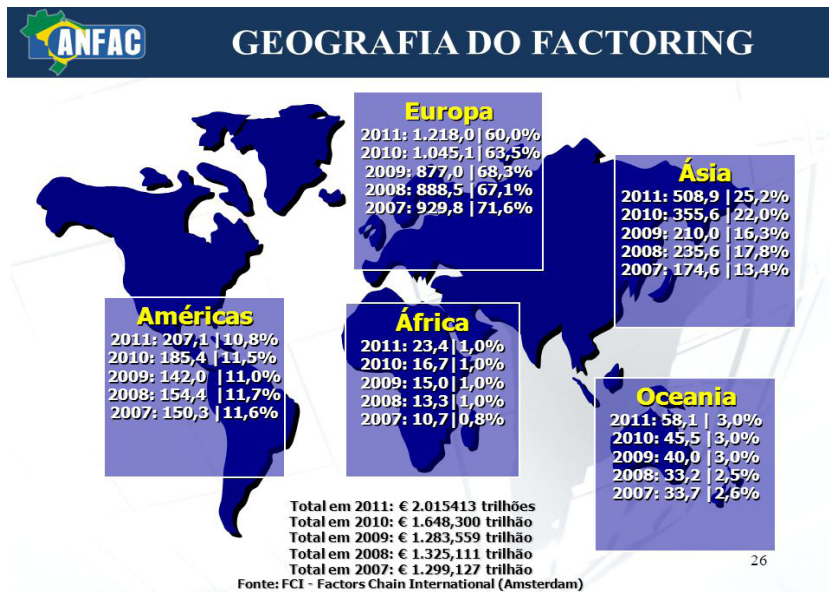 ANFAC
GEOGRAFIA DO FACTORING
Europa
2011: 1.218,0|60,0%
2010: 1.045,1|63,5%
2009: 877,0|68,3%
2008: 888,5|67,1%
2007: 929,8|71,6%
Ásia
2011: 508,9|25,2%
2010: 355,6|22,0%
2009: 210,0|16,3%
2008: 235,6|17,8%
2007: 174,6|13,4%
Américas
2011: 207,1|10,8%
2010: 185,4|11,5%
2009: 142,0 |11,0%
2008: 154,4 |11,7%
2007: 150,3|11,6%
África
2011: 23,4|1,0%
2010: 16,7|1,0%
2009: 15,0|1,0%
2008: 13,3|1,0%
2007: 10,7|0,8%
Oceania
2011: 58,1 | 3,0%
2010: 45,5|3,0%
2009: 40,0|3,0%
2008: 33,2|2,5%
2007: 33,7|2,6%
Total em 2011: € 2.015413 trilhões
Total em 2010: € 1.648,300 trilhão
Total em 2009: € 1.283,559 trilhão
Total em 2008: € 1.325,111 trilhão
Total em 2007: € 1.299,127 trilhão
Fonte: FCI - Factors Chain International (Amsterdam)
26